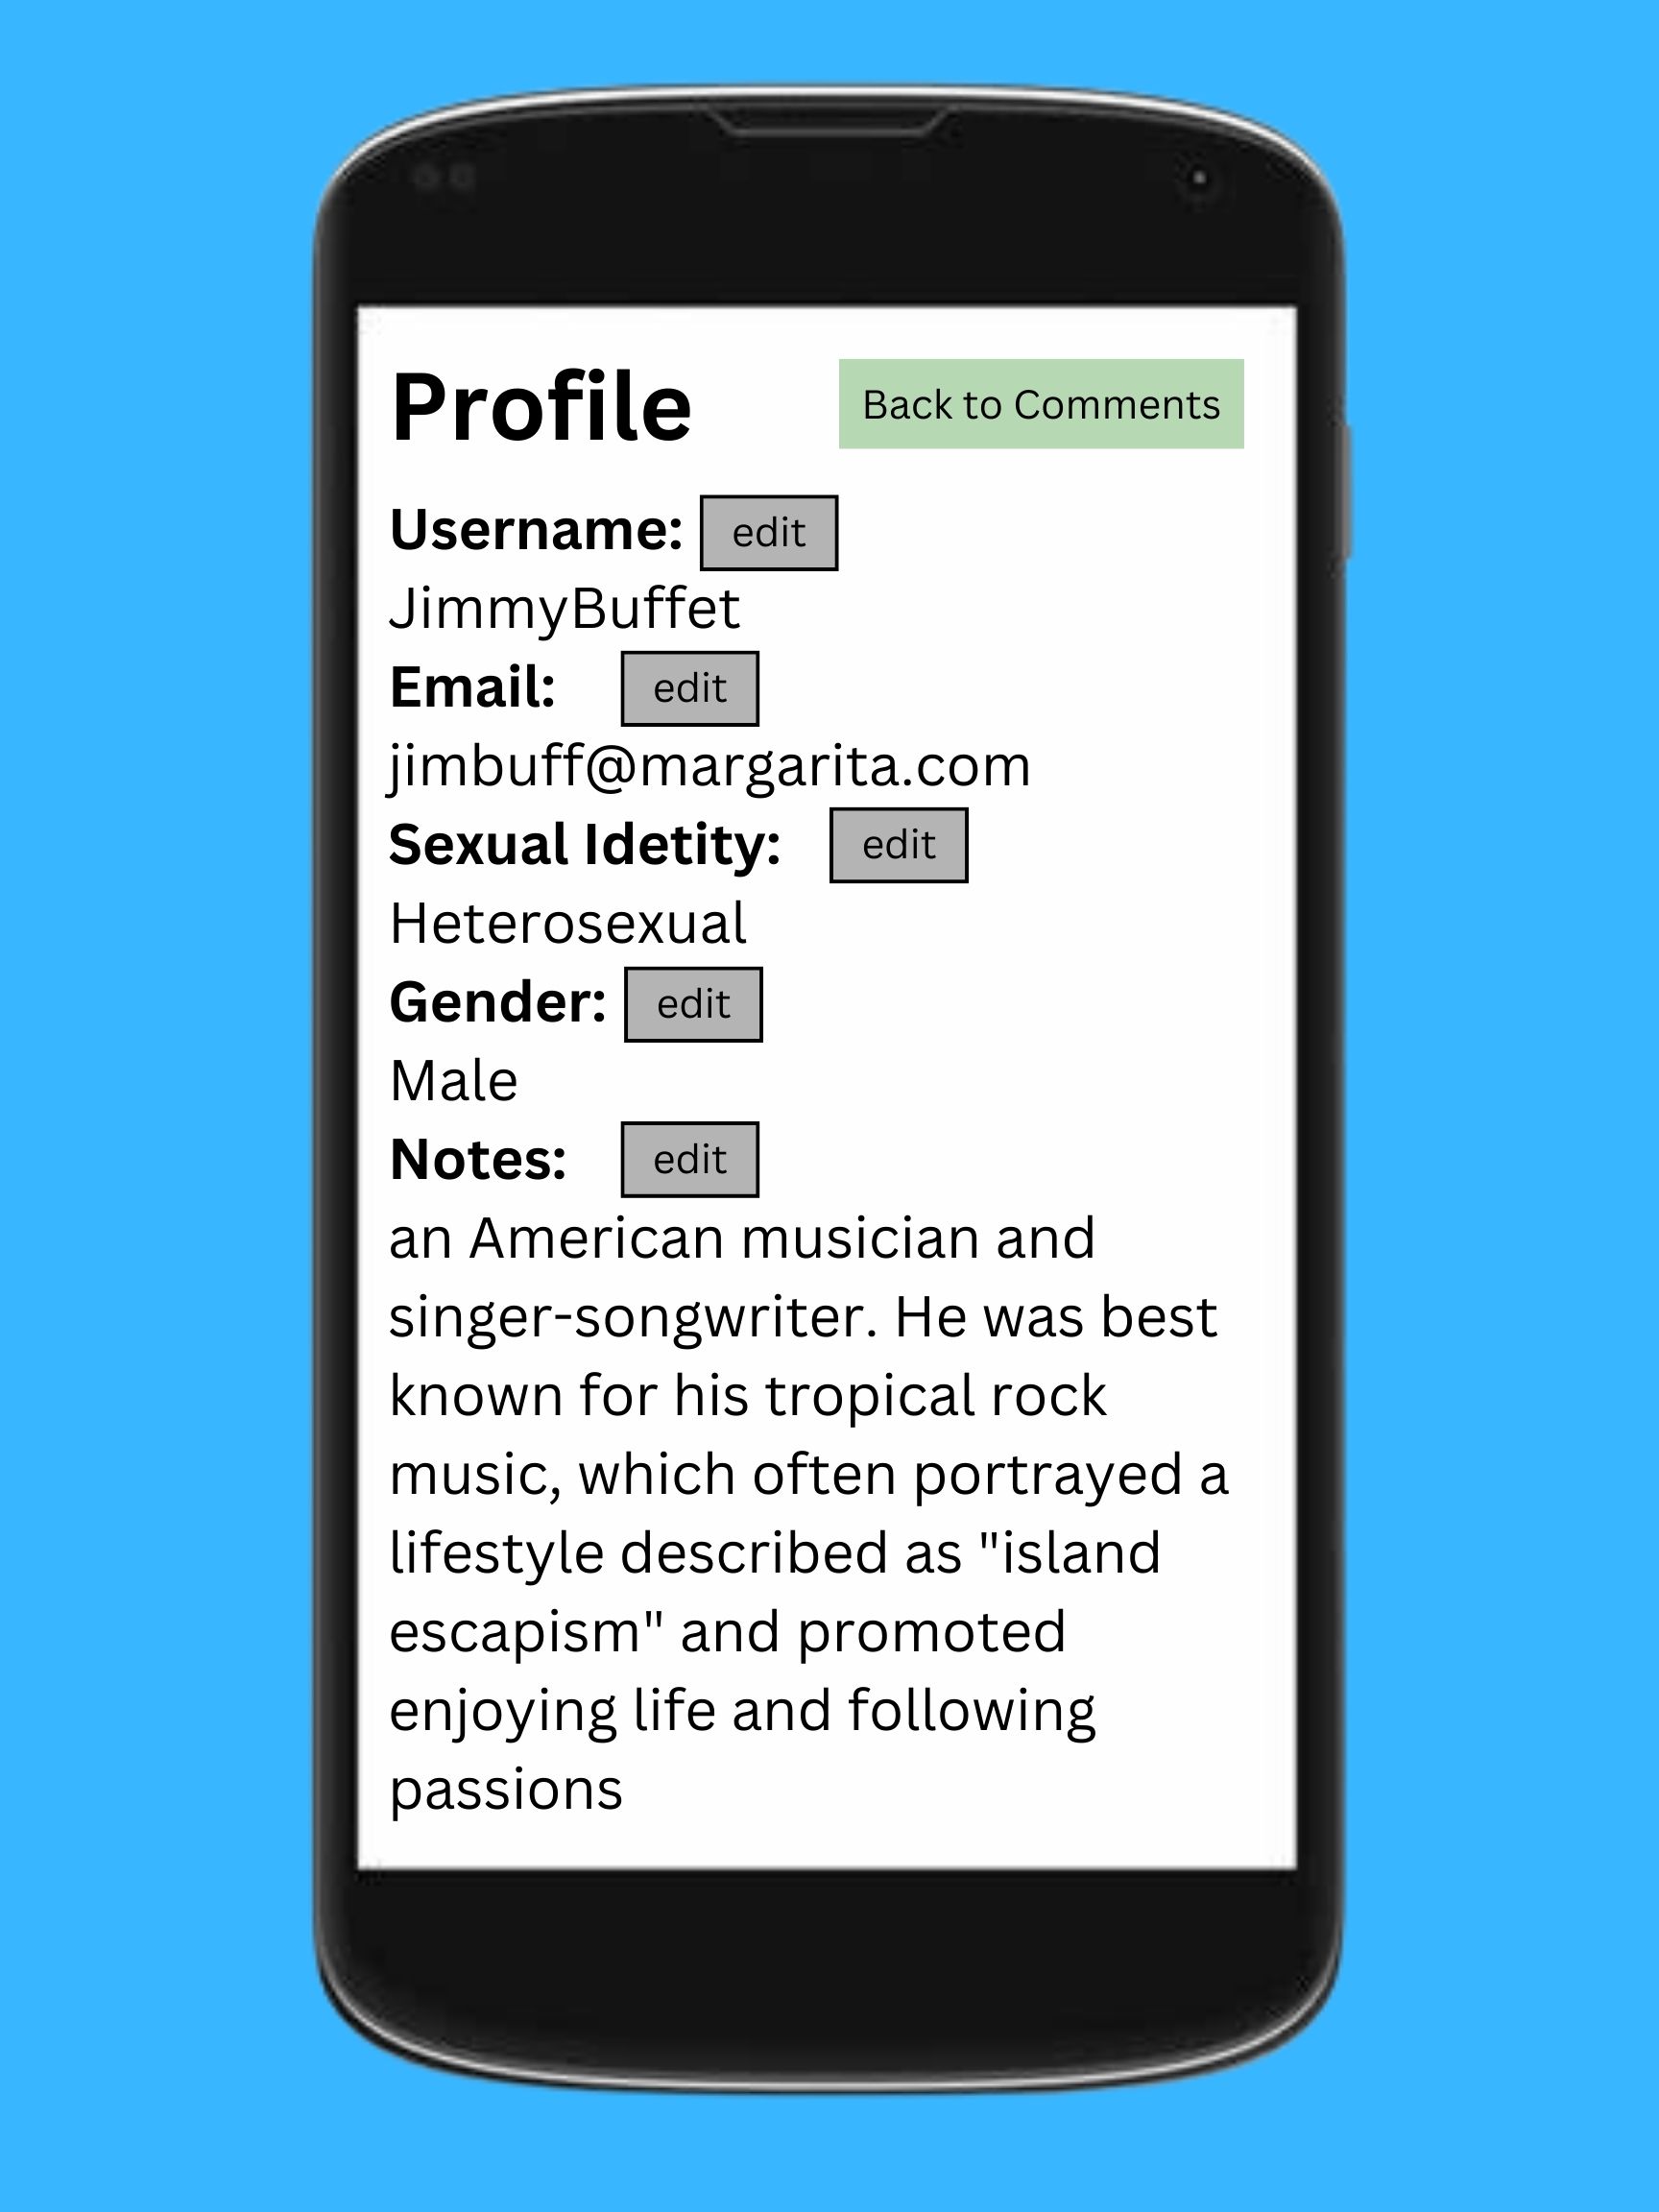 Profile Back to Comments
Username: edit
JimmyBuffet
Email: edit
jimbuff@margarita.com
Sexual Idetity: edit
Heterosexual
Gender: edit
Male
Notes: edit
an American musician and
singer-songwriter. He was best
known for his tropical rock
music, which often portrayed a
lifestyle described as "island
escapism" and promoted
enjoying life and following
passions